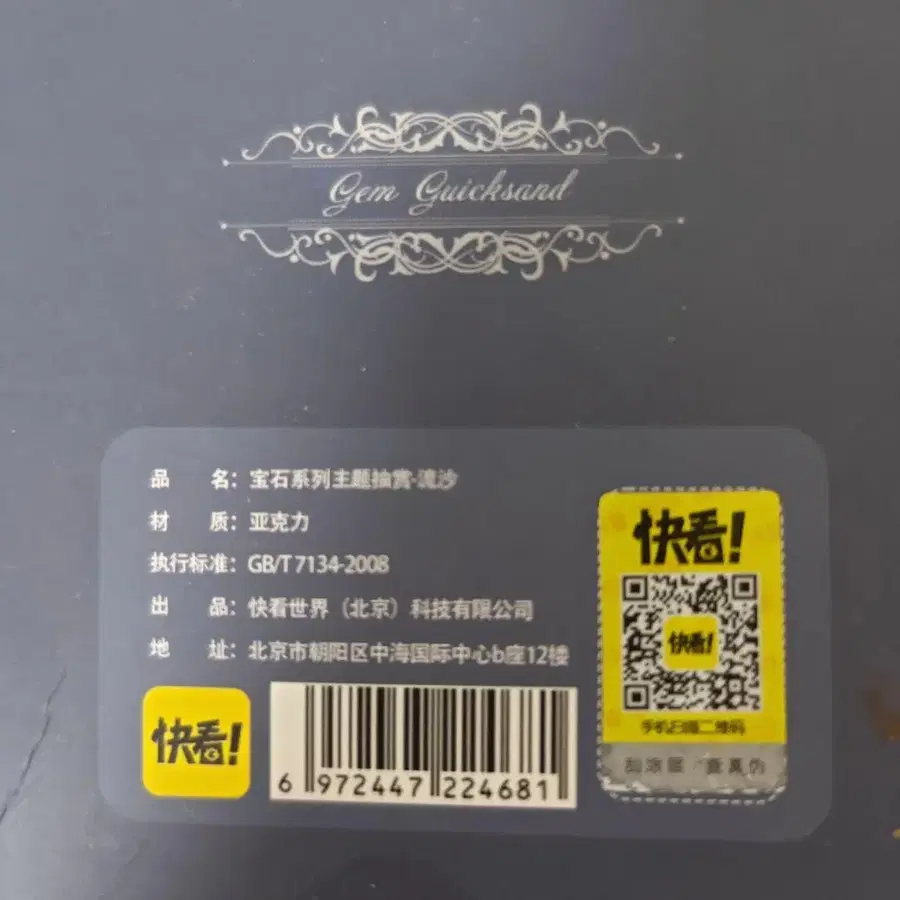 Gem Guicksand
品 名：宝石系列主题抽赏·流沙
材 质：亚克力
执行标准：GB/T 7134-2008
出 品：快看世界（北京）科技有限公司
地 址：北京市朝阳区中海国际中心b座12楼
快看!
6 972447 224681
快看!
快看!
手机扫描二维码
刮涂层 查真伪